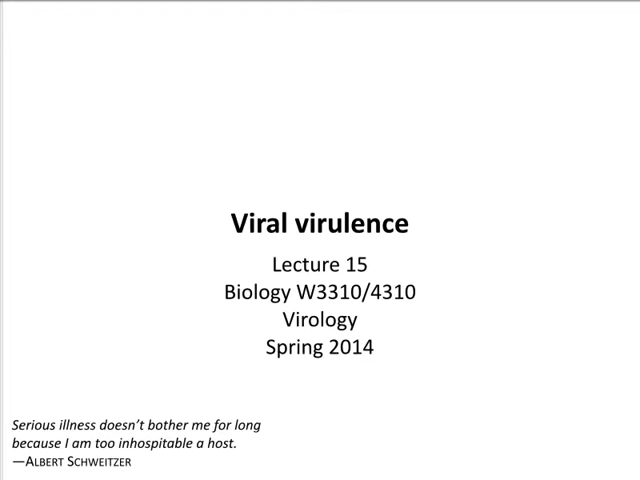 Viral virulence
Lecture 15
Biology W3310/4310
Virology
Spring 2014
Serious illness doesn't bother me for long
because I am too inhospitable a host.
—ALBERT SCHWEITZER